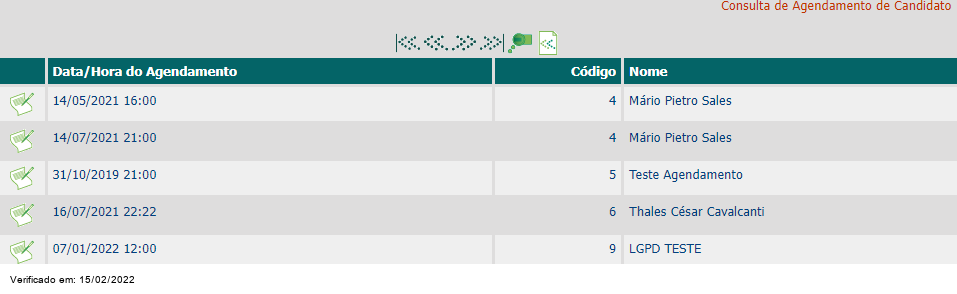 Consulta de Agendamento de Candidato
Data/Hora do Agendamento Código Nome
14/05/2021 16:00 4 Mário Pietro Sales
14/07/2021 21:00 4 Mário Pietro Sales
31/10/2019 21:00 5 Teste Agendamento
16/07/2021 22:22 6 Thales César Cavalcanti
07/01/2022 12:00 9 LGPD TESTE
Verificado em: 15/02/2022